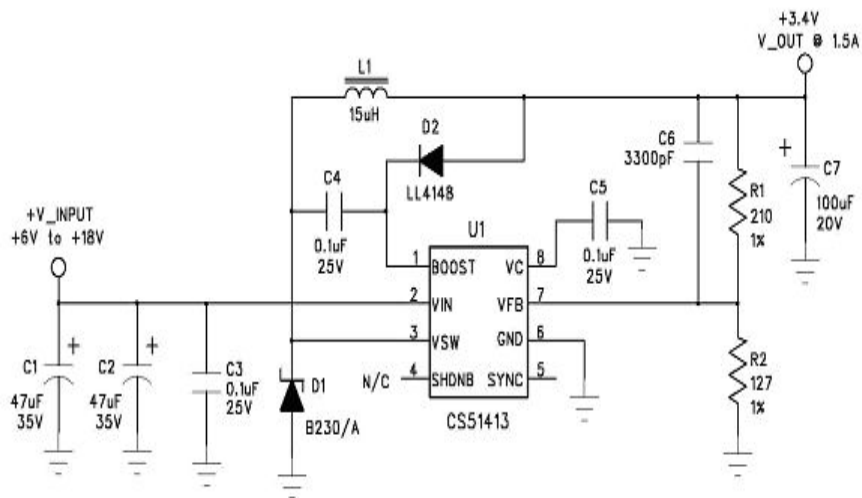 +3.4V
V_OUT @ 1.5A
L1
15uH
D2
LL4148
C6
3300pF
C4
0.1uF
25V
C5
0.1uF
25V
+
C7
100uF
20V
R1
210
1%
+V_INPUT
+6V to +18V
U1
1
BOOST
VC
8
2
VIN
VFB
7
3
VSW
GND
6
N/C
4
SHDNB
SYNC
5
CS51413
+
C1
47uF
35V
+
C2
47uF
35V
C3
0.1uF
25V
D1
B230/A
R2
127
1%